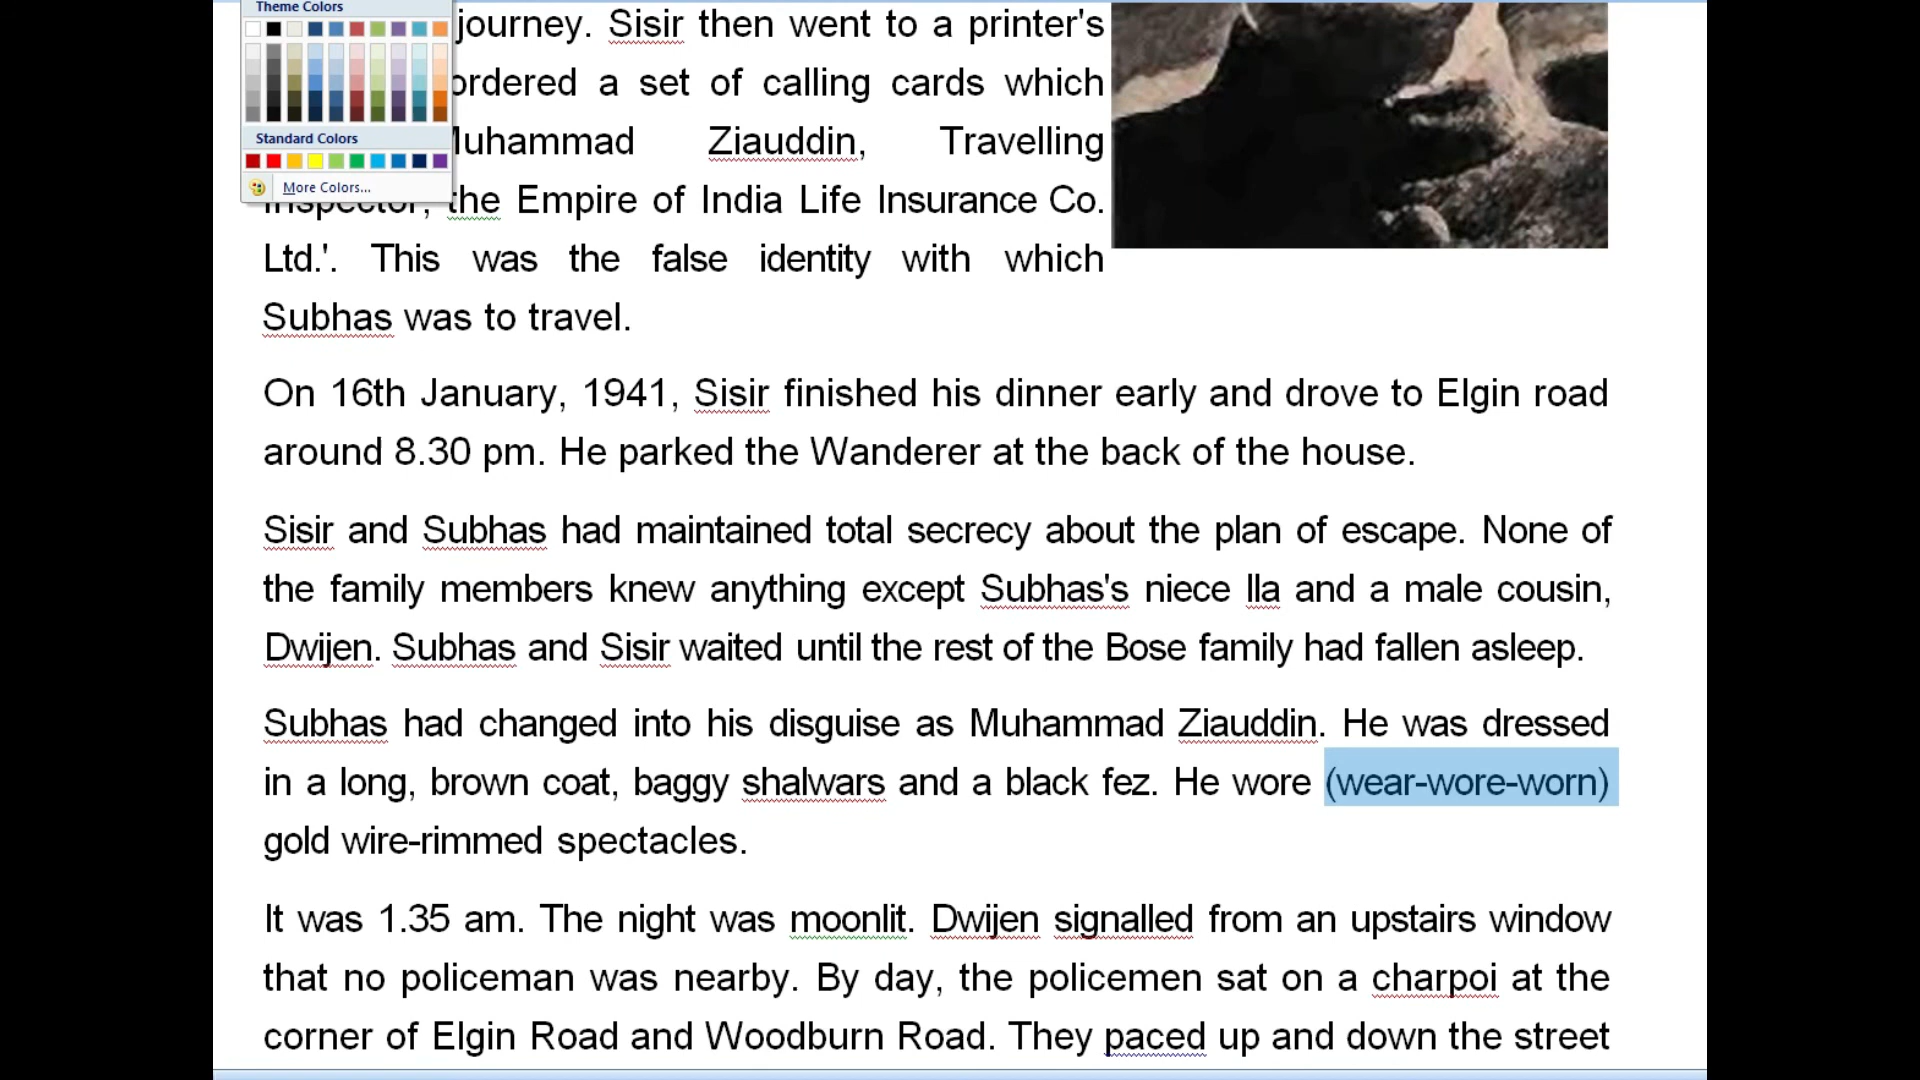 Theme Colors
journey. Sisir then went to a printer's
ordered a set of calling cards which
Standard Colors
Muhammad Ziauddin, Travelling
More Colors...
Inspector, the Empire of India Life Insurance Co.
Ltd.'. This was the false identity with which
Subhas was to travel.
On 16th January, 1941, Sisir finished his dinner early and drove to Elgin road
around 8.30 pm. He parked the Wanderer at the back of the house.
Sisir and Subhas had maintained total secrecy about the plan of escape. None of
the family members knew anything except Subhas's niece lla and a male cousin,
Dwijen. Subhas and Sisir waited until the rest of the Bose family had fallen asleep.
Subhas had changed into his disguise as Muhammad Ziauddin. He was dressed
in a long, brown coat, baggy shalwars and a black fez. He wore (wear-wore-worn)
gold wire-rimmed spectacles.
It was 1.35 am. The night was moonlit. Dwijen signalled from an upstairs window
that no policeman was nearby. By day, the policemen sat on a charpoi at the
corner of Elgin Road and Woodburn Road. They paced up and down the street